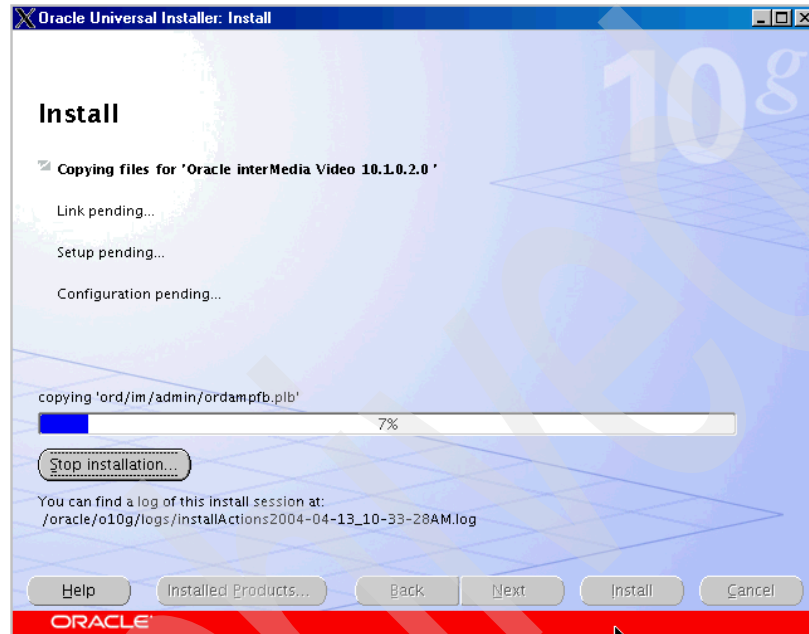 Oracle Universal Installer: Install
10g
Install
Copying files for 'Oracle interMedia Video 10.1.0.2.0 '
Link pending...
Setup pending...
Configuration pending...
copying 'ord/im/admin/ordampfb.plb'
7%
Stop installation...
You can find a log of this install session at:
/oracle/o10g/logs/installActions2004-04-13_10-33-28AM.log
Help Installed Products... Back Next Install Cancel
ORACLE